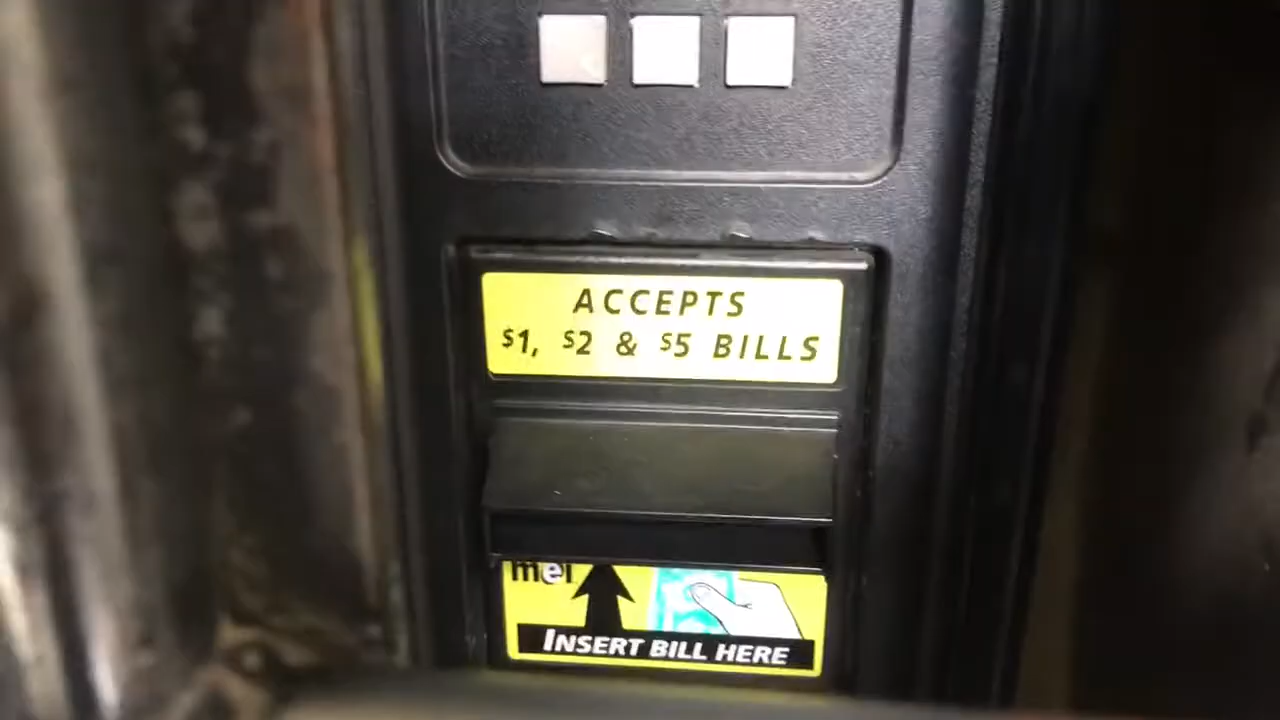 ACCEPTS
$1, $2 & $5 BILLS
mei
INSERT BILL HERE